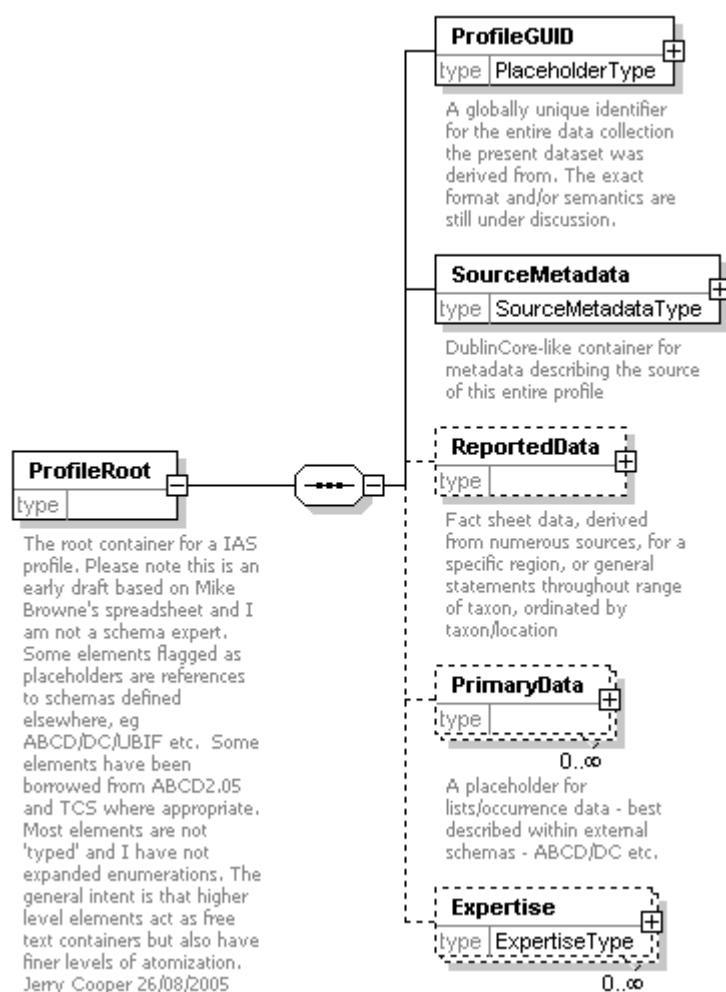 ProfileGUID
type PlaceholderType
A globally unique identifier
for the entire data collection
the present dataset was
derived from. The exact
format and/or semantics are
still under discussion.
SourceMetadata
type SourceMetadataType
DublinCore-like container for
metadata describing the source
of this entire profile
ReportedData
type
Fact sheet data, derived
from numerous sources, for a
specific region, or general
statements throughout range
of taxon, ordinated by
taxon/location
PrimaryData
type
0..∞
A placeholder for
lists/occurrence data - best
described within external
schemas - ABCD/DC etc.
Expertise
type ExpertiseType
0..∞
ProfileRoot
type
The root container for a IAS
profile. Please note this is an
early draft based on Mike
Browne's spreadsheet and I
am not a schema expert.
Some elements flagged as
placeholders are references
to schemas defined
elsewhere, eg
ABCD/DC/UBIF etc. Some
elements have been
borrowed from ABCD2.05
and TCS where appropriate.
Most elements are not
'typed' and I have not
expanded enumerations. The
general intent is that higher
level elements act as free
text containers but also have
finer levels of atomization.
Jerry Cooper 26/08/2005